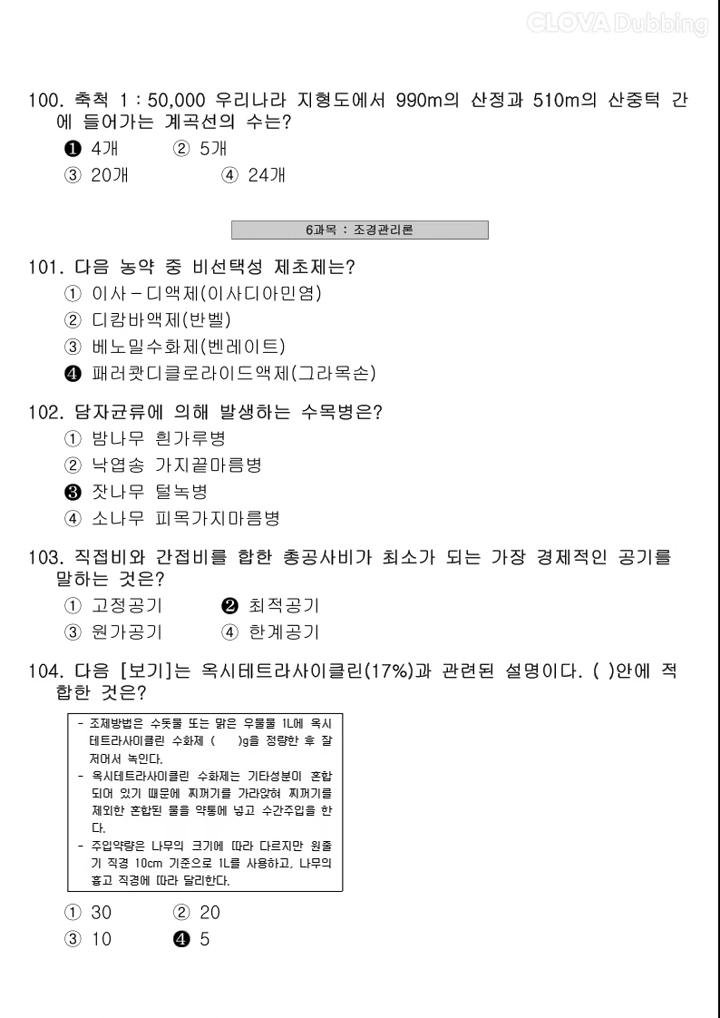 CLOVA Dubbing
100. 축척 1 : 50,000 우리나라 지형도에서 990m의 산정과 510m의 산중턱 간
에 들어가는 계곡선의 수는?
❶ 4개 ② 5개
③ 20개 ④ 24개
6과목 : 조경관리론
101. 다음 농약 중 비선택성 제초제는?
① 이사-디액제(이사디아민염)
② 디캄바액제(반벨)
③ 베노밀수화제(벤레이트)
❹ 패러쾃디클로라이드액제(그라목손)
102. 담자균류에 의해 발생하는 수목병은?
① 밤나무 흰가루병
② 낙엽송 가지끝마름병
❸ 잣나무 털녹병
④ 소나무 피목가지마름병
103. 직접비와 간접비를 합한 총공사비가 최소가 되는 가장 경제적인 공기를
말하는 것은?
① 고정공기 ❷ 최적공기
③ 원가공기 ④ 한계공기
104. 다음 [보기]는 옥시테트라사이클린(17%)과 관련된 설명이다. ( )안에 적
합한 것은?
- 조제방법은 수돗물 또는 맑은 우물물 1L에 옥시
테트라사이클린 수화제 ( )g을 정량한 후 잘
저어서 녹인다.
- 옥시테트라사이클린 수화제는 기타성분이 혼합
되어 있기 때문에 찌꺼기를 가라앉혀 찌꺼기를
제외한 혼합된 물을 약통에 넣고 수간주입을 한
다.
- 주입약량은 나무의 크기에 따라 다르지만 원줄
기 직경 10cm 기준으로 1L를 사용하고, 나무의
흉고 직경에 따라 달리한다.
① 30 ② 20
③ 10 ❹ 5